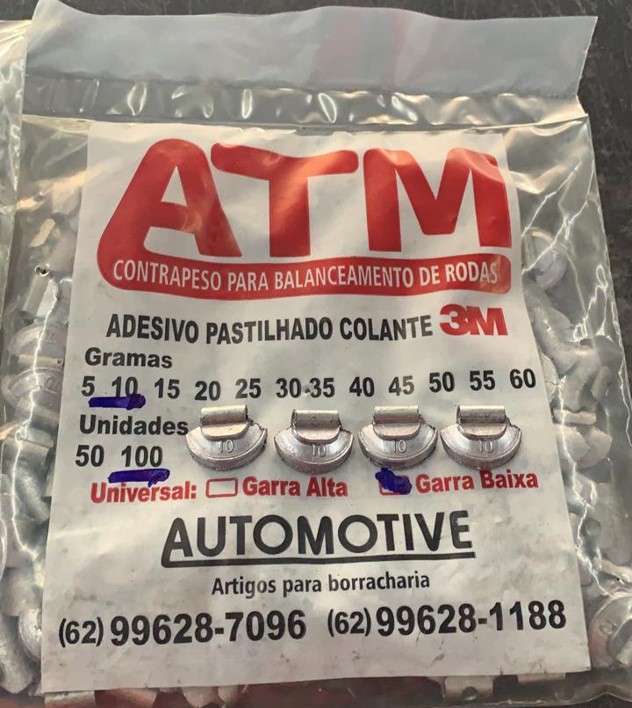 ATM
CONTRAPESO PARA BALANCEAMENTO DE RODAS
ADESIVO PASTILHADO COLANTE 3M
Gramas
5 10 15 20 25 30-35 40 45 50 55 60
Unidades
10 10 10 10
50 100
Universal: Garra Alta Garra Baixa
AUTOMOTIVE
Artigos para borracharia
(62) 99628-7096 (62) 99628-1188